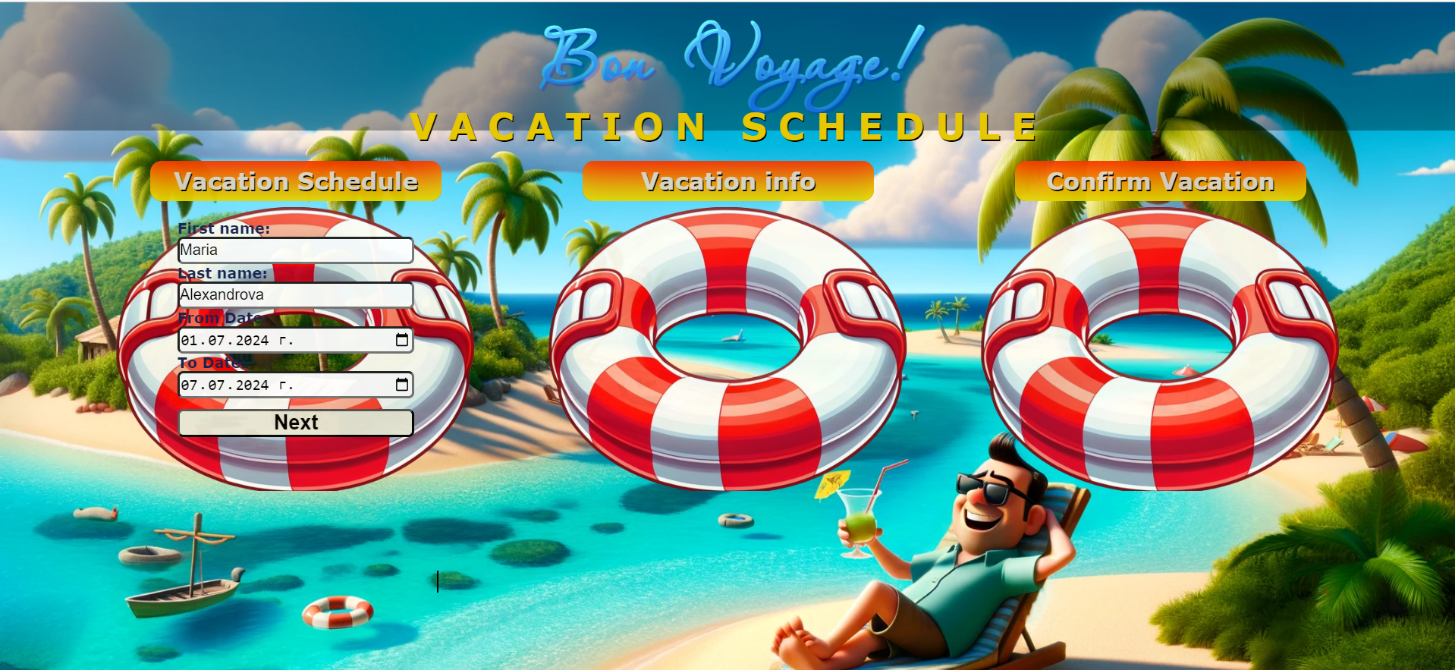 Bon Voyage!
VACATION SCHEDULE
Vacation Schedule
Vacation info
Confirm Vacation
First name:
Maria
Last name:
Alexandrova
From Date:
01.07.2024 г.
To Date:
07.07.2024 г.
Next